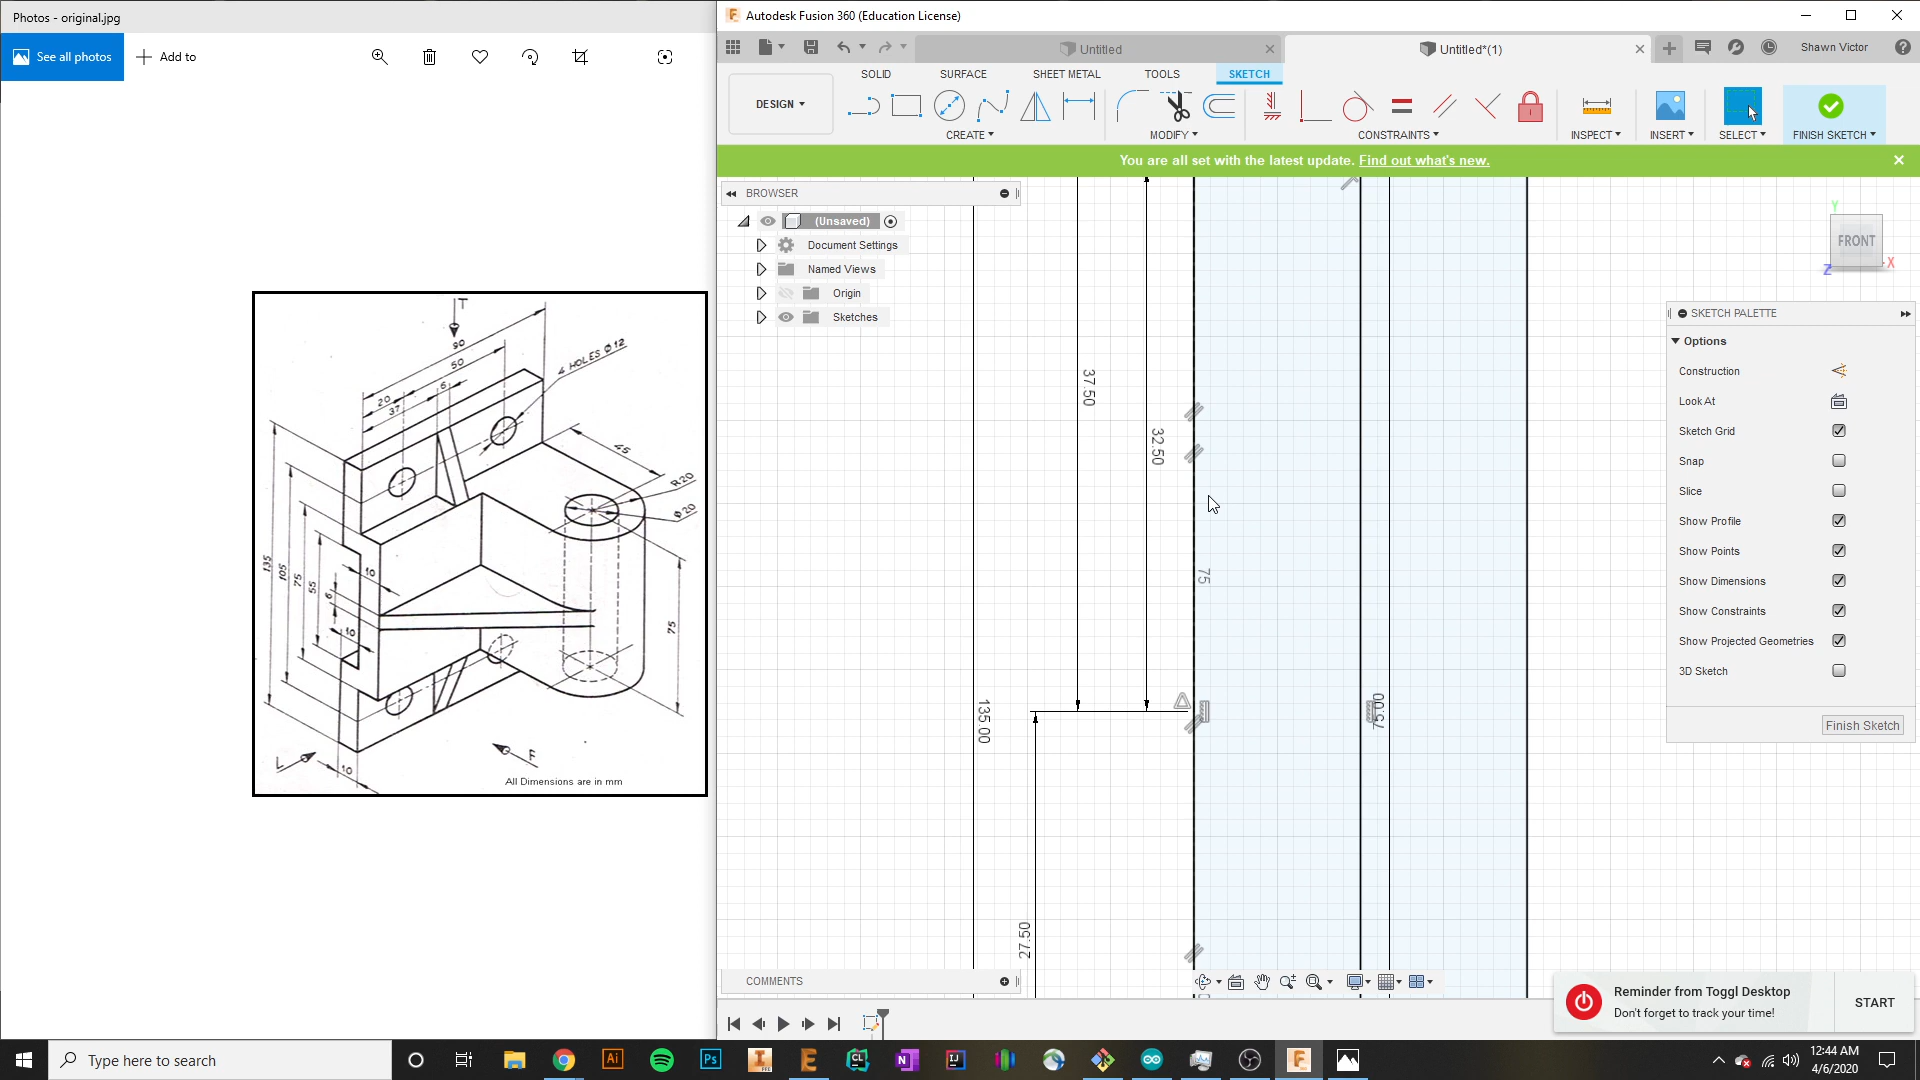 Photos - original.jpg
See all photos
Add to
T
90
50
4 HOLES Ø 12
6
20
37
45
R20
Ø 20
135
105
75
55
10
6
10
75
L
F
10
All Dimensions are in mm
Autodesk Fusion 360 (Education License)
Untitled
Untitled*(1)
Shawn Victor
DESIGN
SOLID
SURFACE
SHEET METAL
TOOLS
SKETCH
CREATE
MODIFY
CONSTRAINTS
INSPECT
INSERT
SELECT
FINISH SKETCH
You are all set with the latest update. Find out what's new.
BROWSER
(Unsaved)
Document Settings
Named Views
Origin
Sketches
37.50
32.50
75
135.00
75.00
27.50
Y
FRONT
Z
X
SKETCH PALETTE
Options
Construction
Look At
Sketch Grid
Snap
Slice
Show Profile
Show Points
Show Dimensions
Show Constraints
Show Projected Geometries
3D Sketch
Finish Sketch
COMMENTS
Reminder from Toggl Desktop
Don't forget to track your time!
START
Type here to search
Ai
Ps
I
PRO
E
CL
N
IJ
F
12:44 AM
4/6/2020